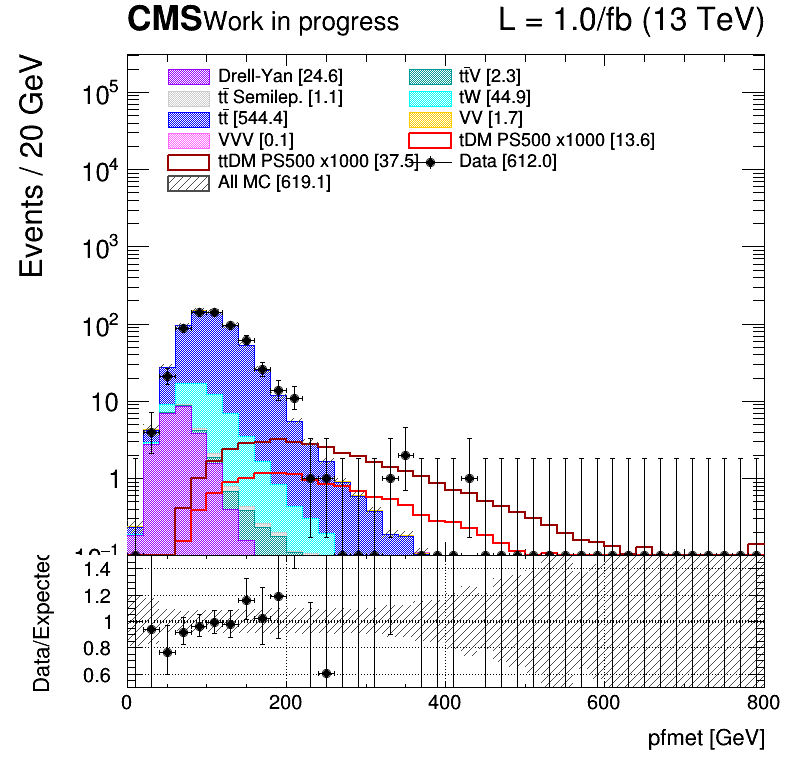 CMS Work in progress L = 1.0/fb (13 TeV)
Events / 20 GeV
Drell-Yan [24.6] tt̄V [2.3]
tt̄ Semilep. [1.1] tW [44.9]
tt̄ [544.4] VV [1.7]
VVV [0.1] tDM PS500 x1000 [13.6]
ttDM PS500 x1000 [37.5] Data [612.0]
All MC [619.1]
10⁵
10⁴
10³
10²
10
1
10⁻¹
Data/Expected
1.4
1.2
1
0.8
0.6
0 200 400 600 800
pfmet [GeV]